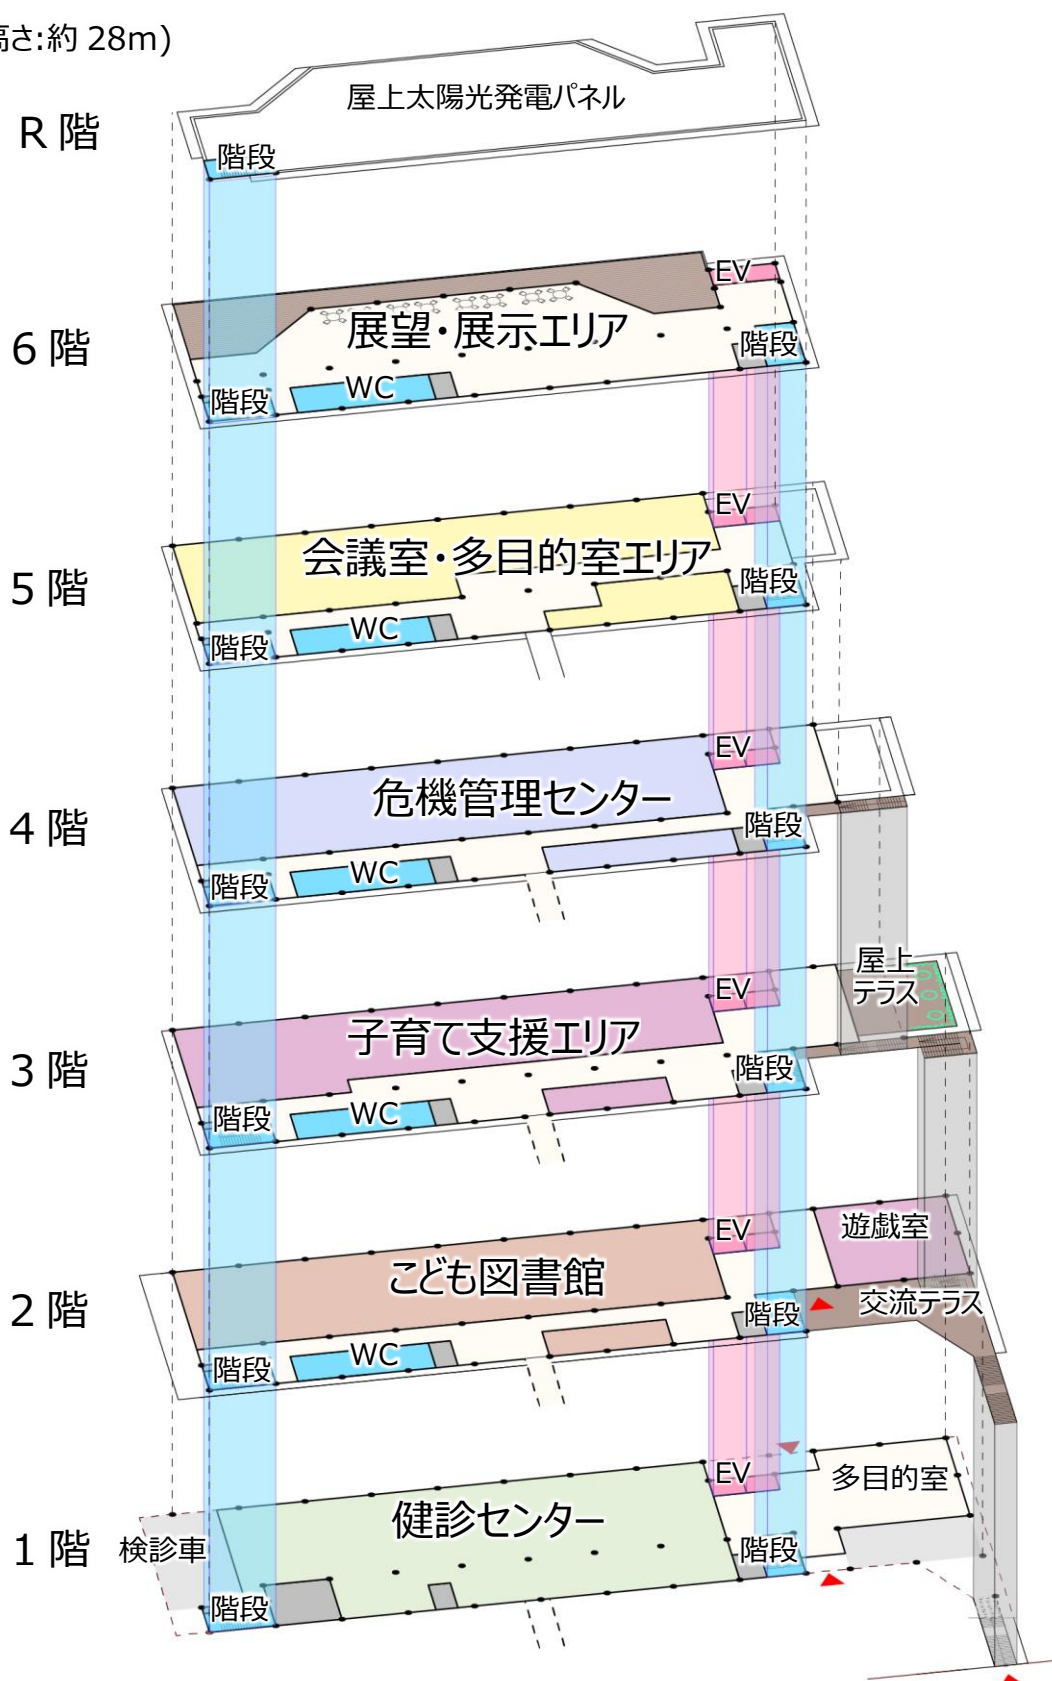 高さ:約 28m)
屋上太陽光発電パネル
R 階
階段
EV
展望・展示エリア
6 階
階段
WC
階段
EV
会議室・多目的室エリア
5 階
階段
WC
階段
EV
危機管理センター
4 階
階段
WC
階段
屋上
テラス
EV
子育て支援エリア
3 階
階段
WC
階段
遊戯室
EV
こども図書館
2 階
交流テラス
階段
WC
階段
EV
多目的室
健診センター
1 階
検診車
階段
階段